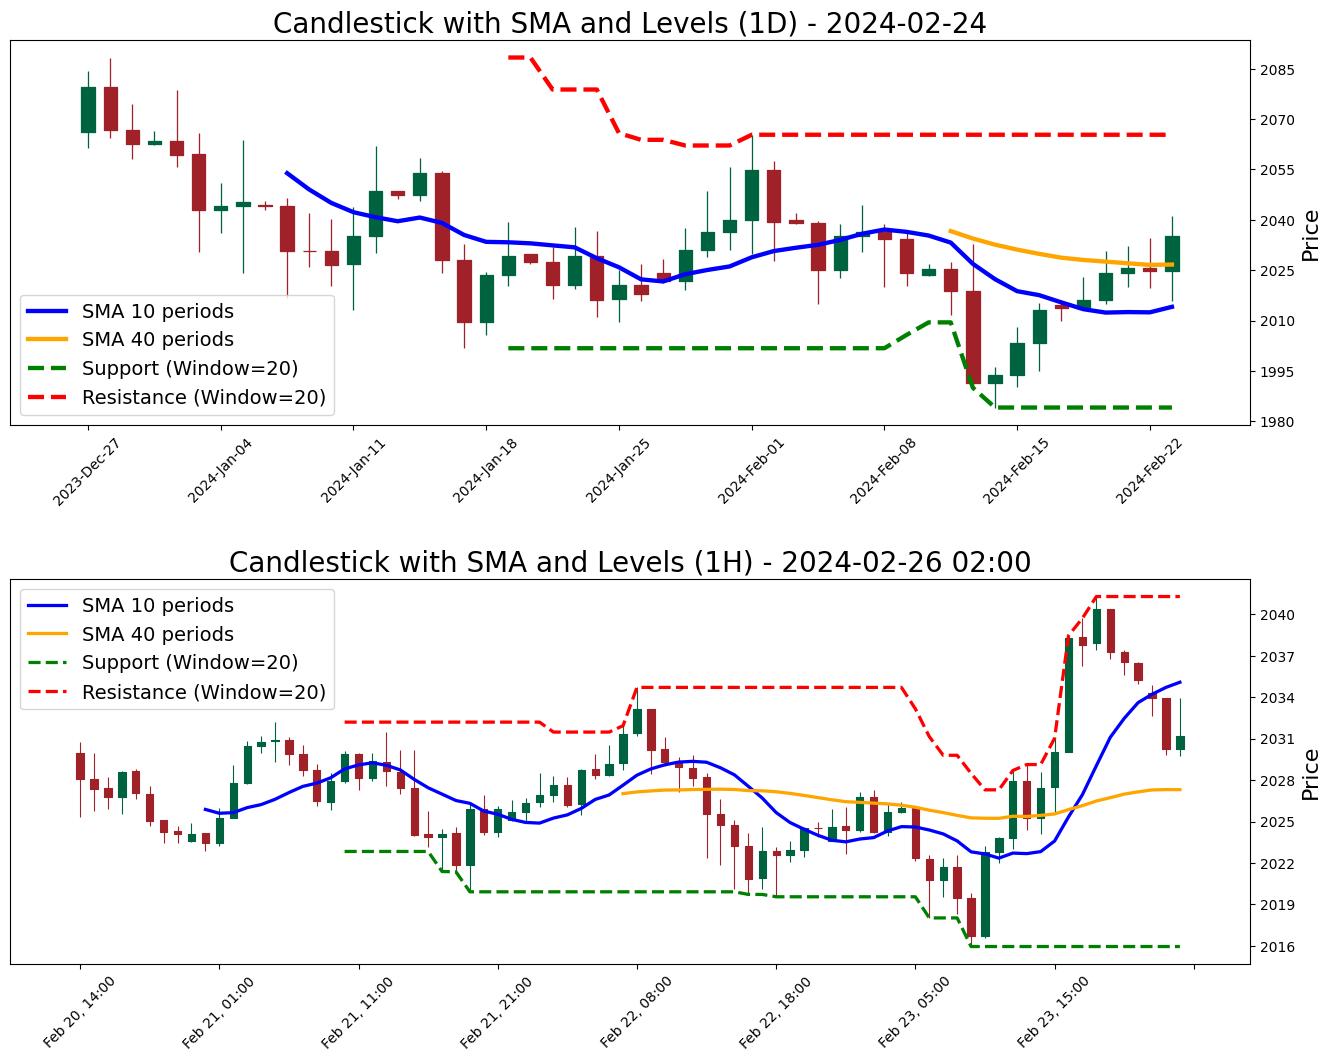 Candlestick with SMA and Levels (1D) - 2024-02-24
2085
2070
2055
2040
2025
2010
1995
1980
Price
SMA 10 periods
SMA 40 periods
Support (Window=20)
Resistance (Window=20)
2023-Dec-27
2024-Jan-04
2024-Jan-11
2024-Jan-18
2024-Jan-25
2024-Feb-01
2024-Feb-08
2024-Feb-15
2024-Feb-22
Candlestick with SMA and Levels (1H) - 2024-02-26 02:00
SMA 10 periods
SMA 40 periods
Support (Window=20)
Resistance (Window=20)
2040
2037
2034
2031
2028
2025
2022
2019
2016
Price
Feb 20, 14:00
Feb 21, 01:00
Feb 21, 11:00
Feb 21, 21:00
Feb 22, 08:00
Feb 22, 18:00
Feb 23, 05:00
Feb 23, 15:00